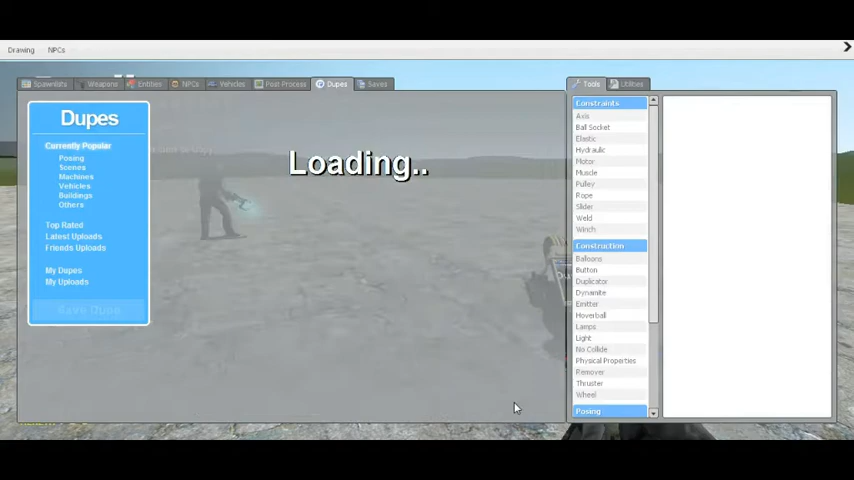 Drawing NPCs
Spawnlists Weapons Entities NPCs Vehicles Post Process Dupes Saves Tools Utilities
Dupes
Currently Popular
Posing
Scenes
Machines
Vehicles
Buildings
Others
Top Rated
Latest Uploads
Friends Uploads
My Dupes
My Uploads
Save Dupe
Loading..
Constraints
Axis
Ball Socket
Elastic
Hydraulic
Motor
Muscle
Pulley
Rope
Slider
Weld
Winch
Construction
Balloons
Button
Duplicator
Dynamite
Emitter
Hoverball
Lamps
Light
No Collide
Physical Properties
Remover
Thruster
Wheel
Posing